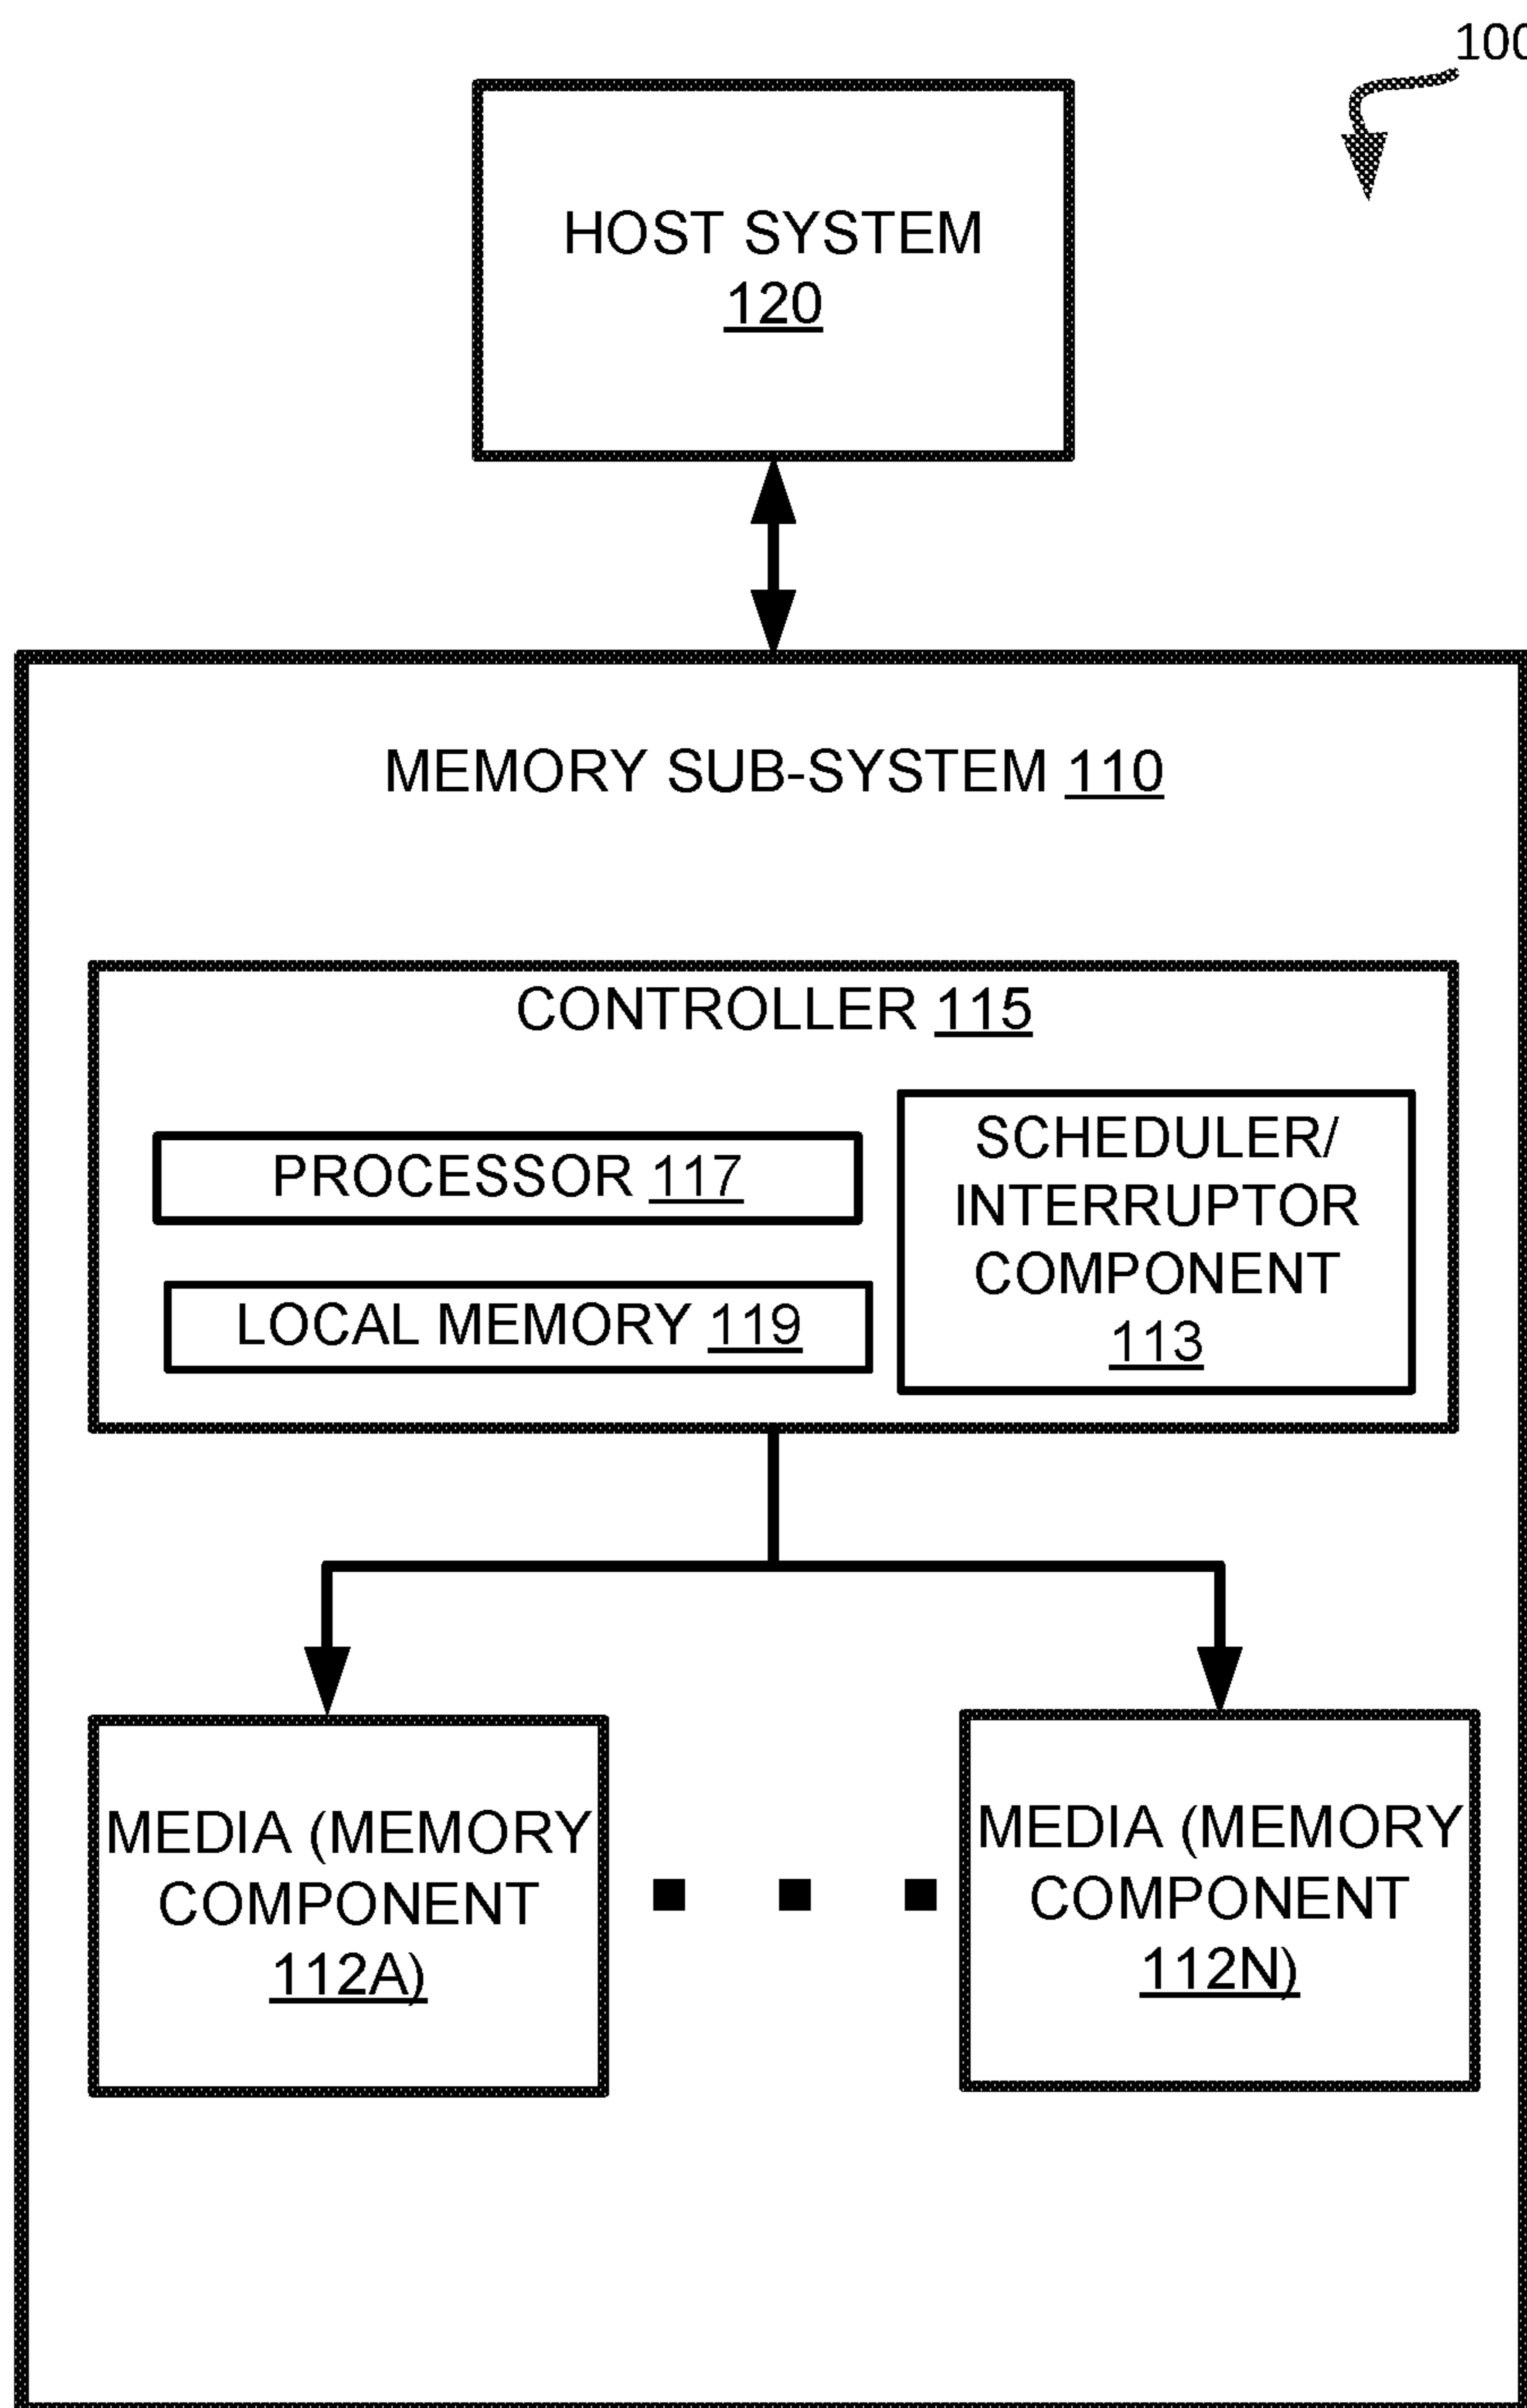 100
HOST SYSTEM
120
MEMORY SUB-SYSTEM 110
CONTROLLER 115
PROCESSOR 117
LOCAL MEMORY 119
SCHEDULER/
INTERRUPTOR
COMPONENT
113
MEDIA (MEMORY
COMPONENT
112A)
MEDIA (MEMORY
COMPONENT
112N)